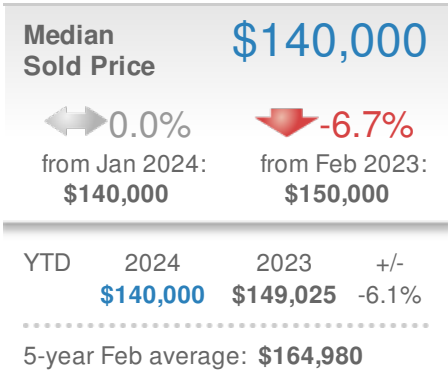 Median
Sold Price
$140,000
0.0%
from Jan 2024:
$140,000
-6.7%
from Feb 2023:
$150,000
YTD 2024 2023 +/-
$140,000 $149,025 -6.1%
5-year Feb average: $164,980